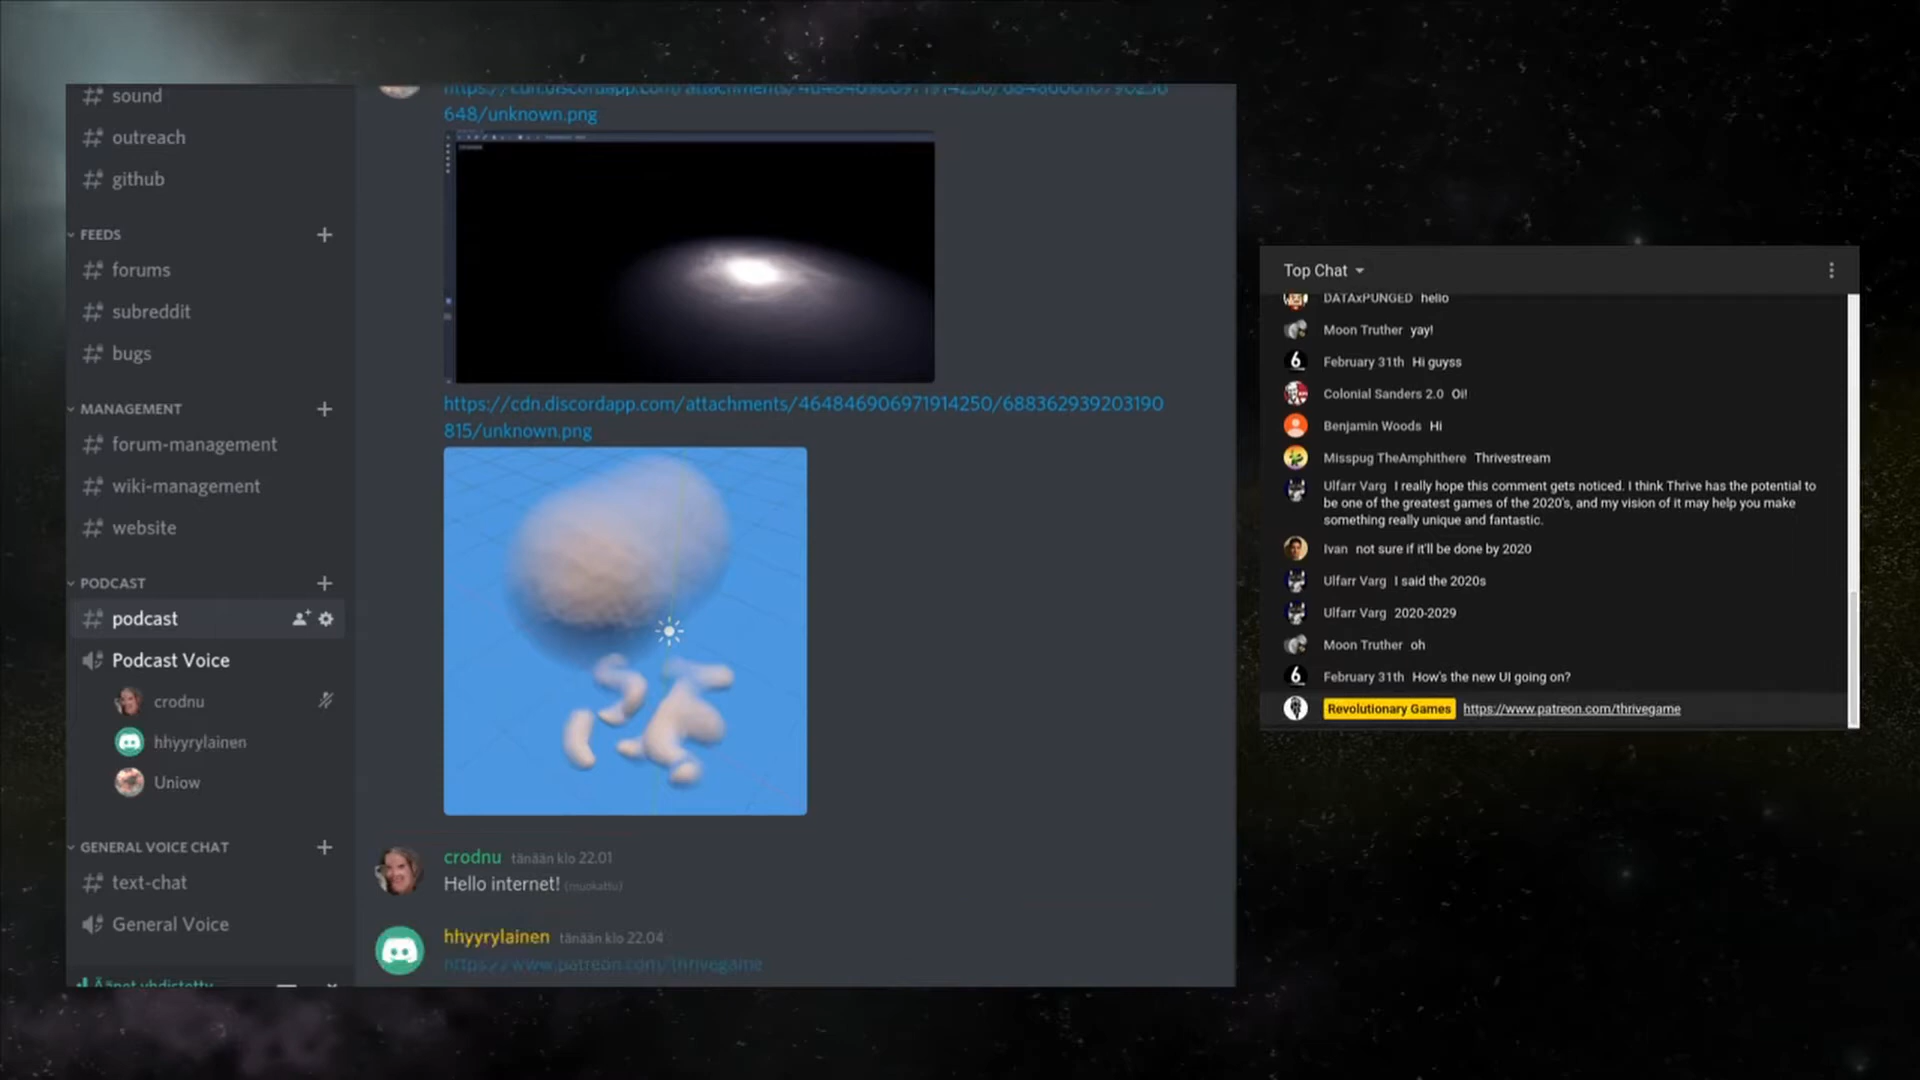 sound
outreach
github
FEEDS
forums
subreddit
bugs
MANAGEMENT
forum-management
wiki-management
website
PODCAST
podcast
Podcast Voice
crodnu
hhyyrylainen
Uniow
GENERAL VOICE CHAT
text-chat
General Voice
Äänet yhdistetty
648/unknown.png
https://cdn.discordapp.com/attachments/464846906971914250/688362939203190
815/unknown.png
crodnu tänään klo 22.01
Hello internet! (muokattu)
hhyyrylainen tänään klo 22.04
https://www.patreon.com/thrivegame
Top Chat
DATAxPUNGED hello
Moon Truther yay!
February 31th Hi guyss
Colonial Sanders 2.0 Oi!
Benjamin Woods Hi
Misspug TheAmphithere Thrivestream
Ulfarr Varg I really hope this comment gets noticed. I think Thrive has the potential to
be one of the greatest games of the 2020's, and my vision of it may help you make
something really unique and fantastic.
Ivan not sure if it'll be done by 2020
Ulfarr Varg I said the 2020s
Ulfarr Varg 2020-2029
Moon Truther oh
February 31th How's the new UI going on?
Revolutionary Games https://www.patreon.com/thrivegame